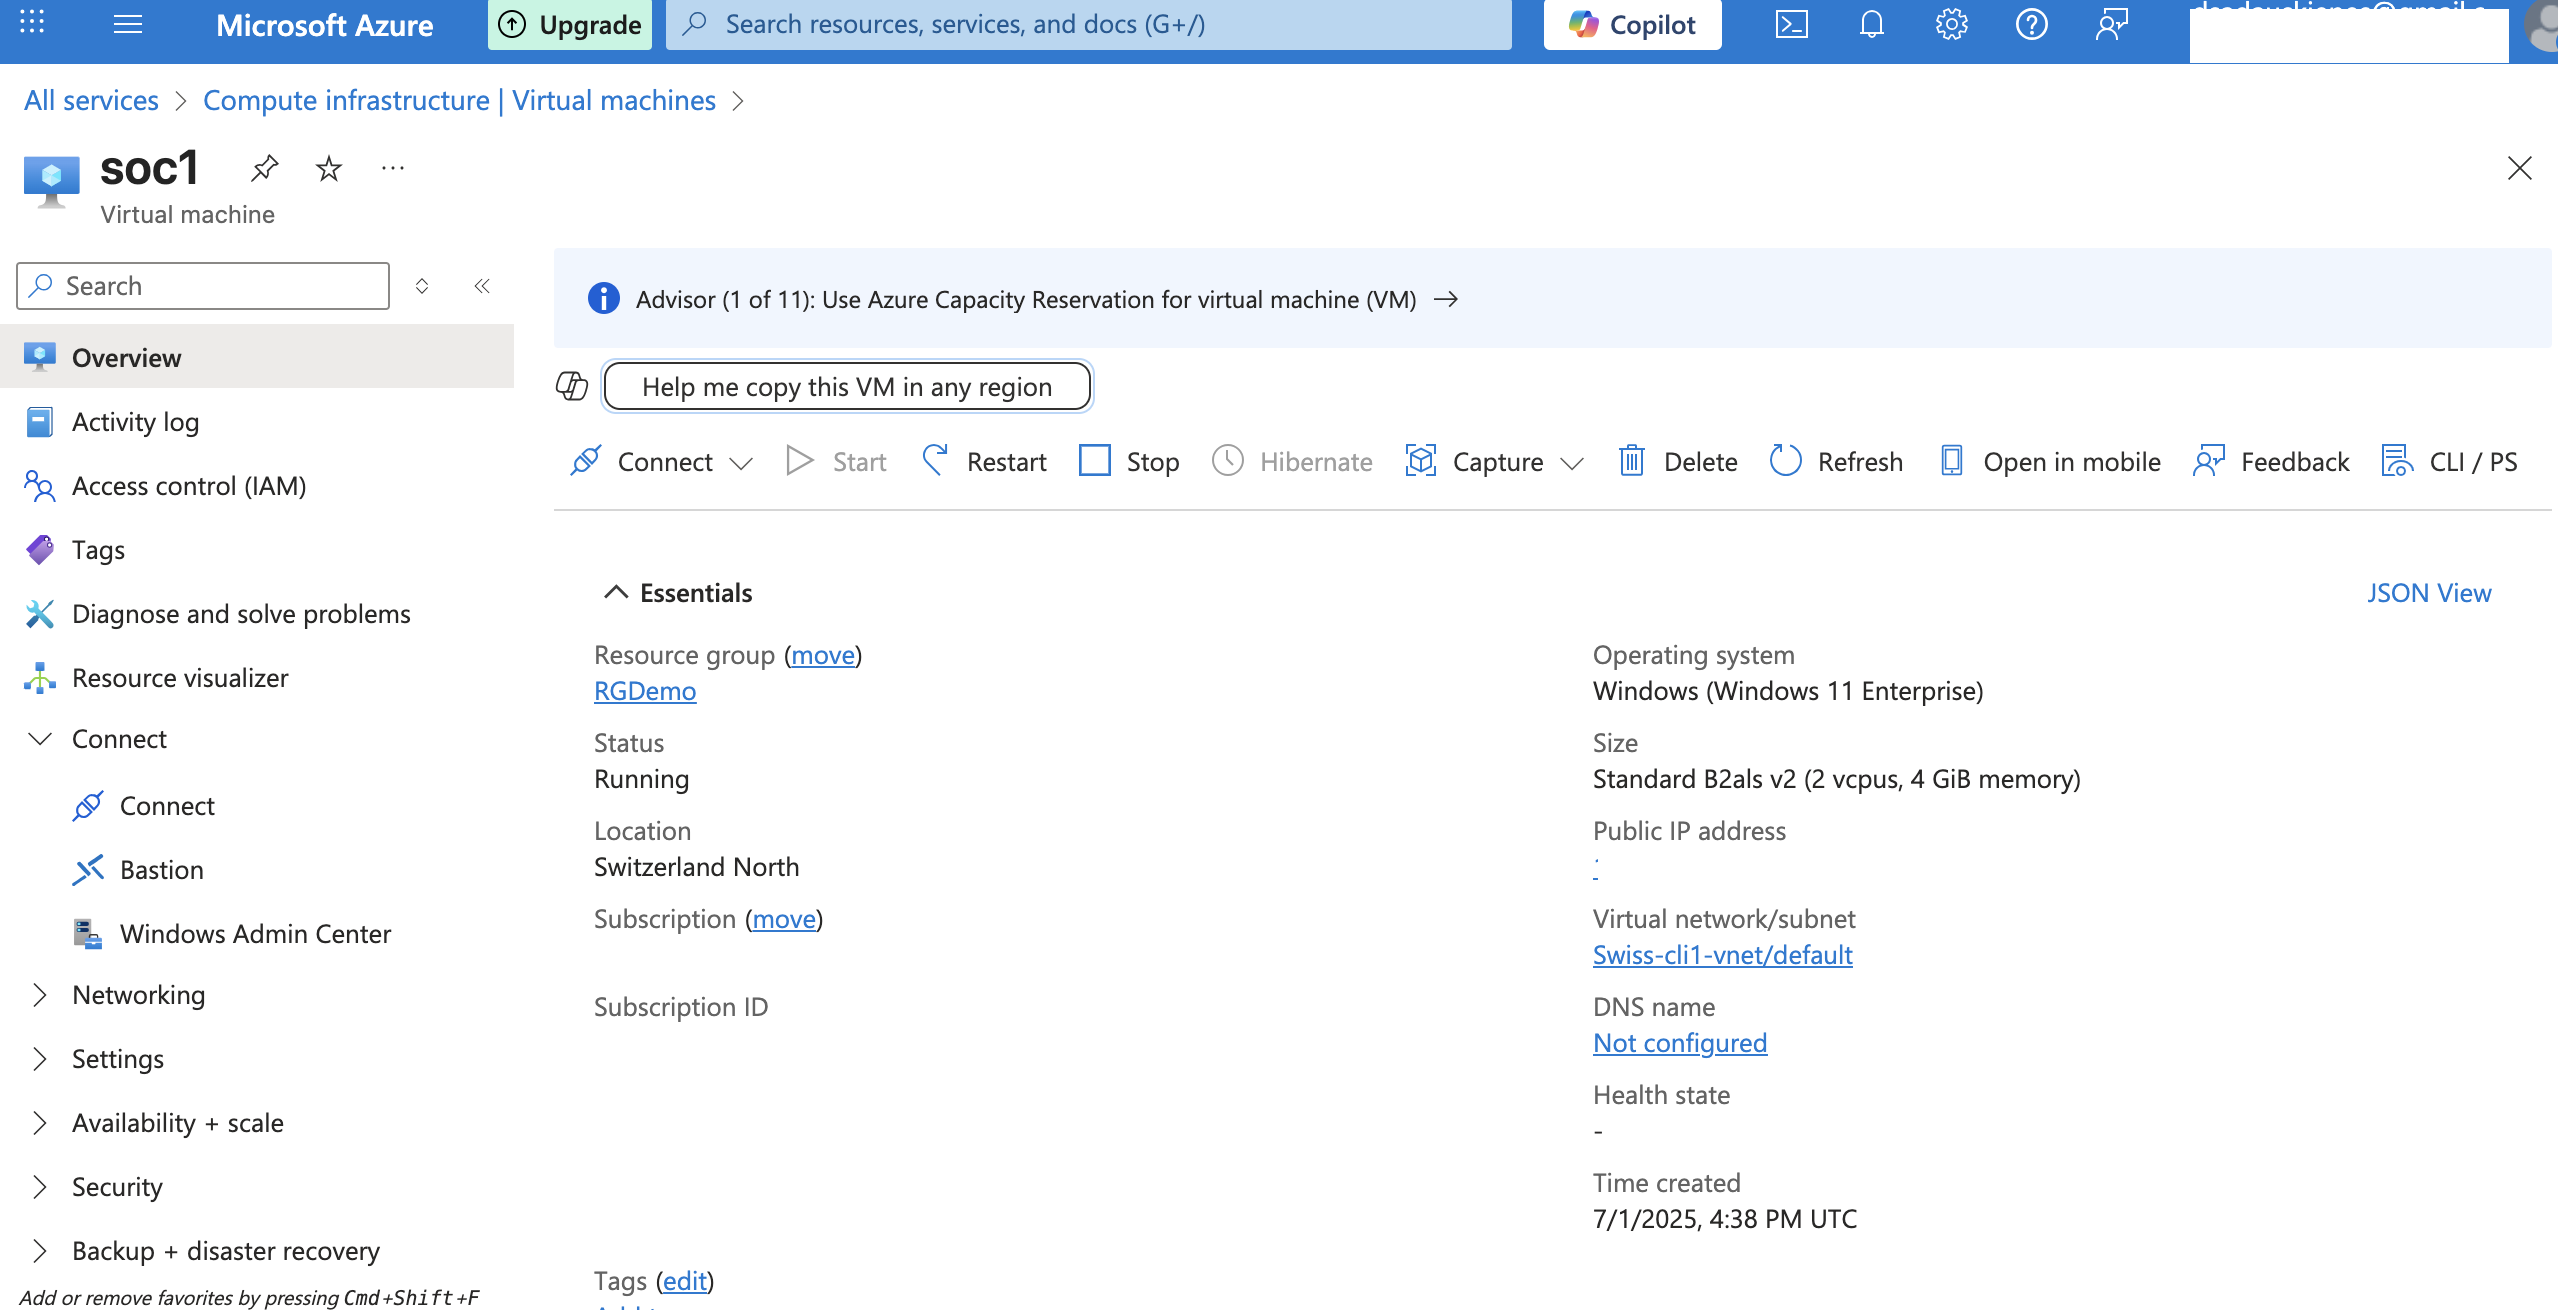 Microsoft Azure
Upgrade
Search resources, services, and docs (G+/)
Copilot
All services > Compute infrastructure | Virtual machines >
soc1
Virtual machine
Search
Overview
Activity log
Access control (IAM)
Tags
Diagnose and solve problems
Resource visualizer
Connect
Connect
Bastion
Windows Admin Center
Networking
Settings
Availability + scale
Security
Backup + disaster recovery
Add or remove favorites by pressing Cmd+Shift+F
Advisor (1 of 11): Use Azure Capacity Reservation for virtual machine (VM) →
Help me copy this VM in any region
Connect
Start
Restart
Stop
Hibernate
Capture
Delete
Refresh
Open in mobile
Feedback
CLI / PS
Essentials
JSON View
Resource group (move)
RGDemo
Status
Running
Location
Switzerland North
Subscription (move)
Subscription ID
Operating system
Windows (Windows 11 Enterprise)
Size
Standard B2als v2 (2 vcpus, 4 GiB memory)
Public IP address
Virtual network/subnet
Swiss-cli1-vnet/default
DNS name
Not configured
Health state
-
Time created
7/1/2025, 4:38 PM UTC
Tags (edit)